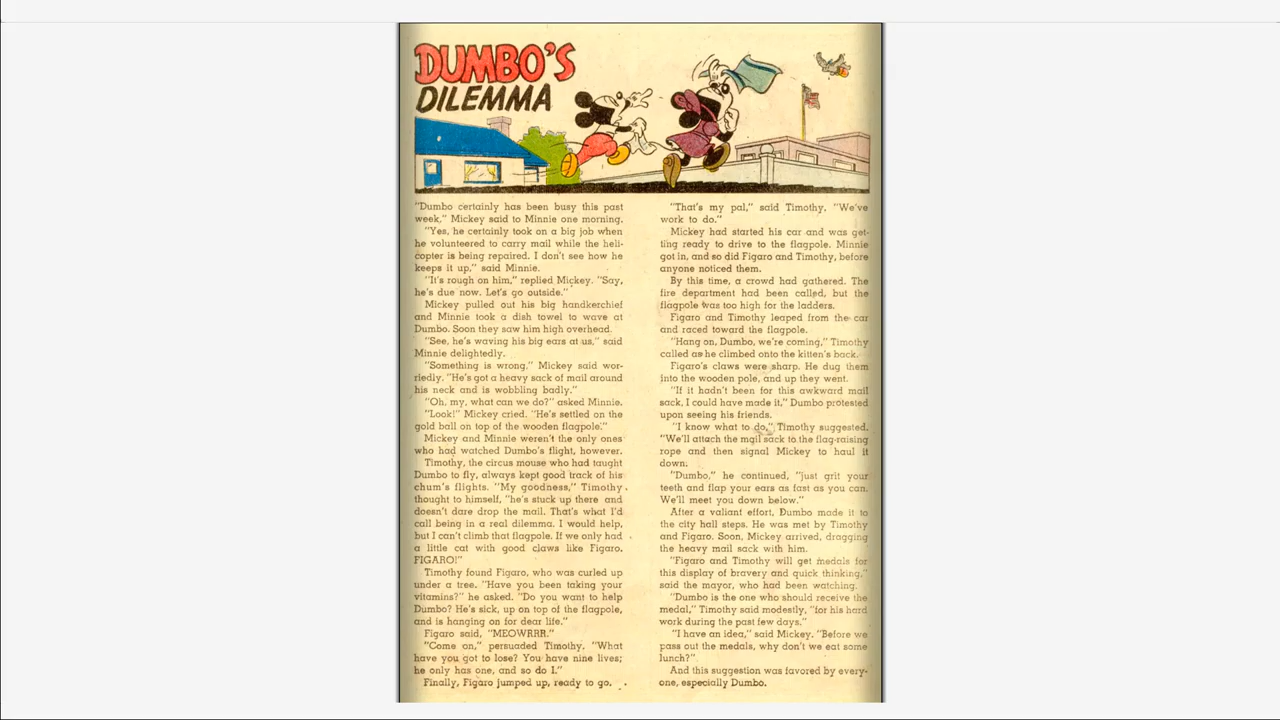 DUMBO'S
DILEMMA
"Dumbo certainly has been busy this past
week," Mickey said to Minnie one morning.
"Yes, he certainly took on a big job when
he volunteered to carry mail while the heli-
copter is being repaired. I don't see how he
keeps it up," said Minnie.
"It's rough on him," replied Mickey. "Say,
he's due now. Let's go outside."
Mickey pulled out his big handkerchief
and Minnie took a dish towel to wave at
Dumbo. Soon they saw him high overhead.
"See, he's waving his big ears at us," said
Minnie delightedly.
"Something is wrong," Mickey said wor-
riedly. "He's got a heavy sack of mail around
his neck and is wobbling badly."
"Oh, my, what can we do?" asked Minnie.
"Look!" Mickey cried. "He's settled on the
gold ball on top of the wooden flagpole."
Mickey and Minnie weren't the only ones
who had watched Dumbo's flight, however.
Timothy, the circus mouse who had taught
Dumbo to fly, always kept good track of his
chum's flights. "My goodness," Timothy
thought to himself, "he's stuck up there and
doesn't dare drop the mail. That's what I'd
call being in a real dilemma. I would help,
but I can't climb that flagpole. If we only had
a little cat with good claws like Figaro.
FIGARO!"
Timothy found Figaro, who was curled up
under a tree. "Have you been taking your
vitamins?" he asked. "Do you want to help
Dumbo? He's sick, up on top of the flagpole,
and is hanging on for dear life."
Figaro said, "MEOWRRR."
"Come on," persuaded Timothy. "What
have you got to lose? You have nine lives;
he only has one, and so do I."
Finally, Figaro jumped up, ready to go.
"That's my pal," said Timothy, "We've
work to do."
Mickey had started his car and was get-
ting ready to drive to the flagpole. Minnie
got in, and so did Figaro and Timothy, before
anyone noticed them.
By this time, a crowd had gathered. The
fire department had been called, but the
flagpole was too high for the ladders.
Figaro and Timothy leaped from the car
and raced toward the flagpole.
"Hang on, Dumbo, we're coming," Timothy
called as he climbed onto the kitten's back.
Figaro's claws were sharp. He dug them
into the wooden pole, and up they went.
"If it hadn't been for this awkward mail
sack, I could have made it," Dumbo protested
upon seeing his friends.
"I know what to do," Timothy suggested.
"We'll attach the mail sack to the flag-raising
rope and then signal Mickey to haul it
down.
"Dumbo," he continued, "just grit your
teeth and flap your ears as fast as you can.
We'll meet you down below."
After a valiant effort, Dumbo made it to
the city hall steps. He was met by Timothy
and Figaro. Soon, Mickey arrived, dragging
the heavy mail sack with him.
"Figaro and Timothy will get medals for
this display of bravery and quick thinking,"
said the mayor, who had been watching.
"Dumbo is the one who should receive the
medal," Timothy said modestly, "for his hard
work during the past few days."
"I have an idea," said Mickey. "Before we
pass out the medals, why don't we eat some
lunch?"
And this suggestion was favored by every-
one, especially Dumbo.